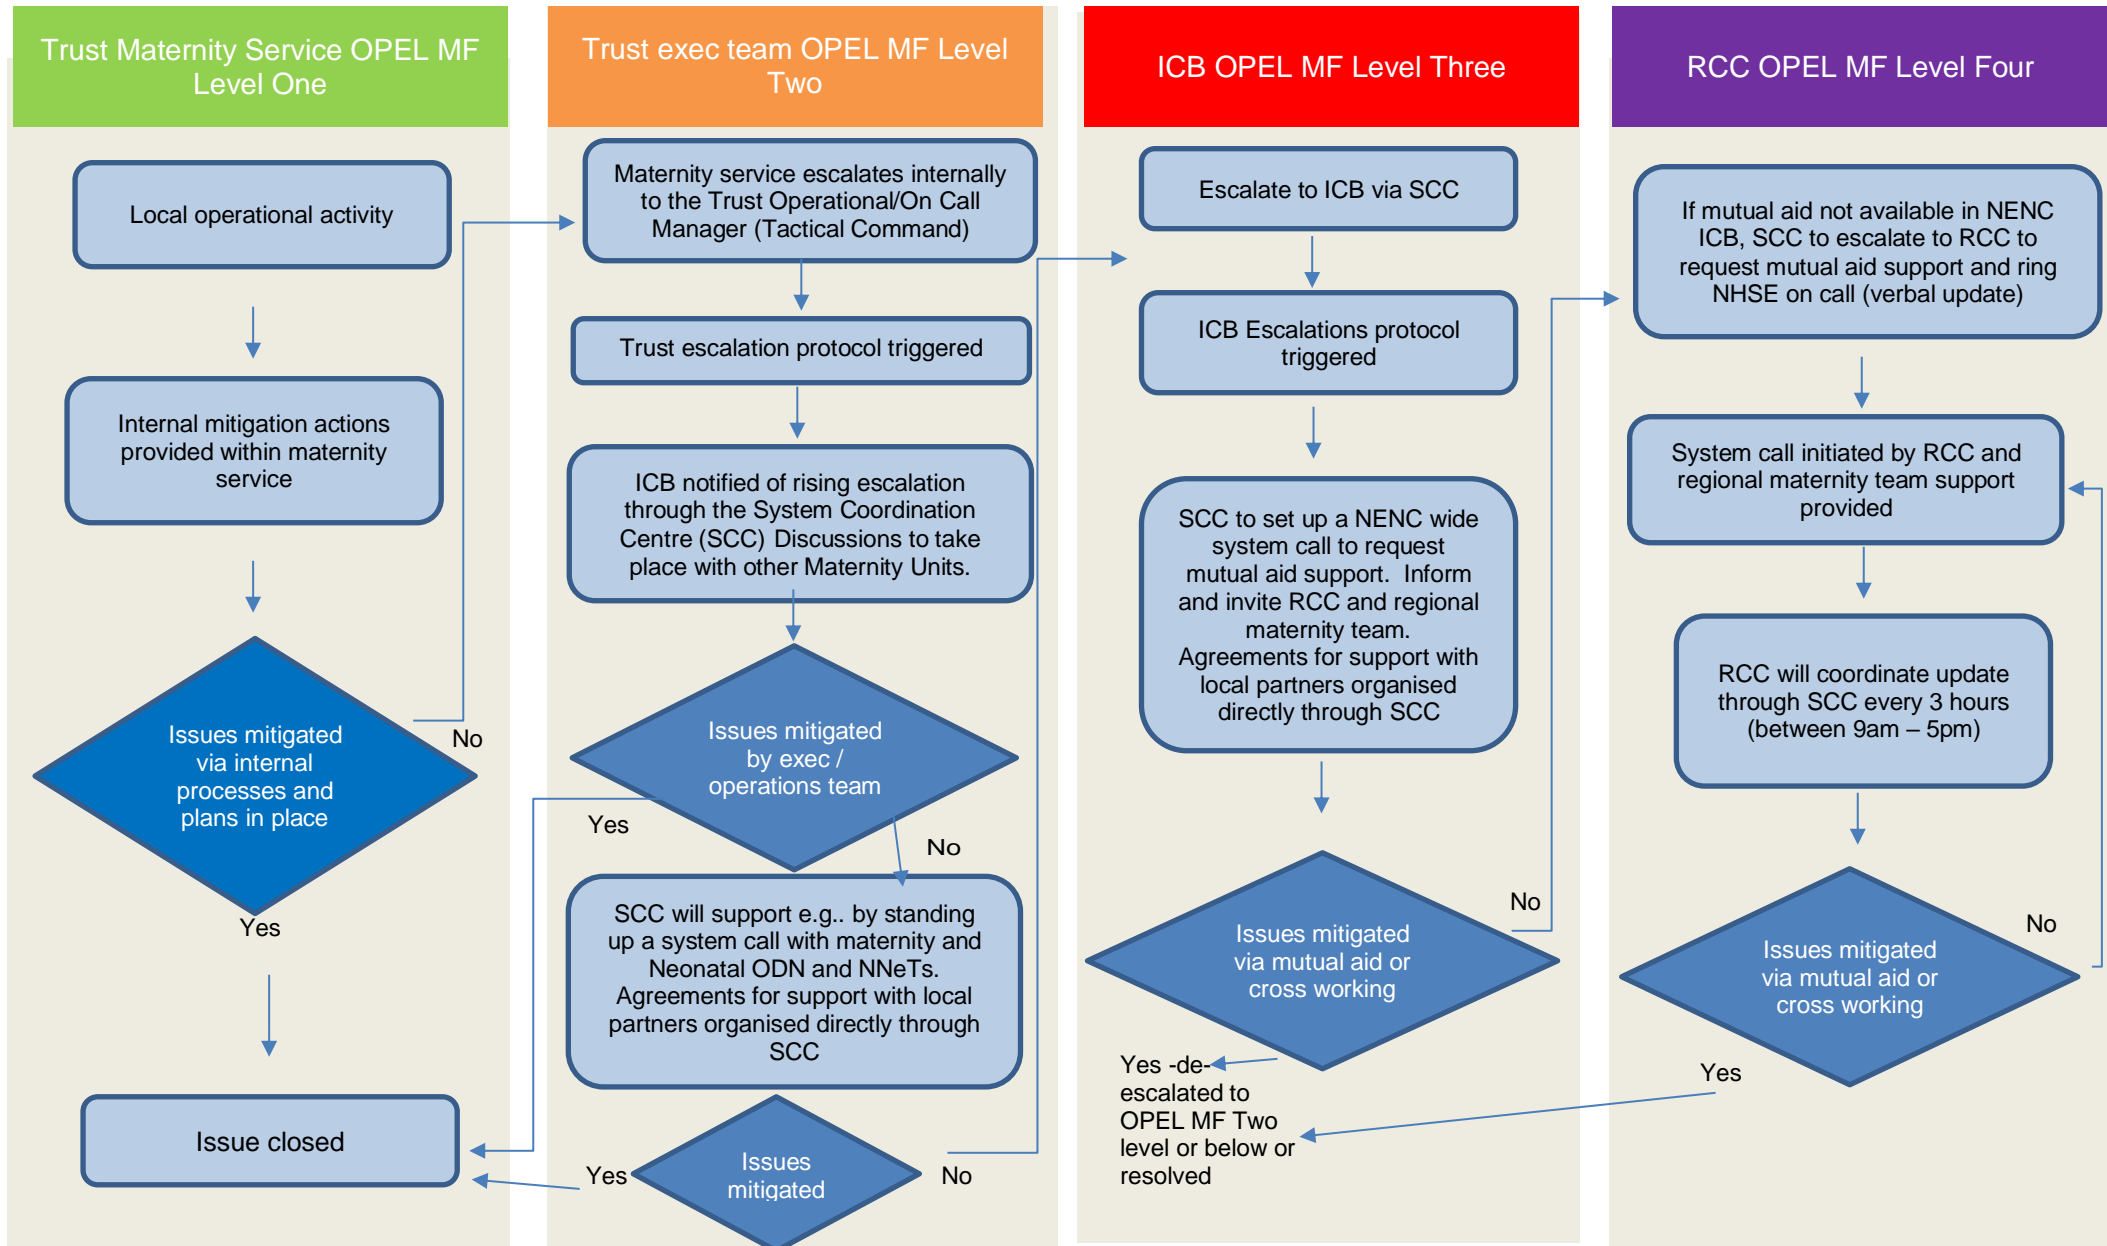 Trust Maternity Service OPEL MF
Level One
Local operational activity
Internal mitigation actions
provided within maternity
service
Issues mitigated
via internal
processes and
plans in place
No
Yes
Issue closed
Trust exec team OPEL MF Level
Two
Maternity service escalates internally
to the Trust Operational/On Call
Manager (Tactical Command)
Trust escalation protocol triggered
ICB notified of rising escalation
through the System Coordination
Centre (SCC) Discussions to take
place with other Maternity Units.
Issues mitigated
by exec /
operations team
Yes
No
SCC will support e.g.. by standing
up a system call with maternity and
Neonatal ODN and NNeTs.
Agreements for support with local
partners organised directly through
SCC
Issues
mitigated
Yes
No
ICB OPEL MF Level Three
Escalate to ICB via SCC
ICB Escalations protocol
triggered
SCC to set up a NENC wide
system call to request
mutual aid support. Inform
and invite RCC and regional
maternity team.
Agreements for support with
local partners organised
directly through SCC
Issues mitigated
via mutual aid or
cross working
No
Yes -de-
escalated to
OPEL MF Two
level or below or
resolved
RCC OPEL MF Level Four
If mutual aid not available in NENC
ICB, SCC to escalate to RCC to
request mutual aid support and ring
NHSE on call (verbal update)
System call initiated by RCC and
regional maternity team support
provided
RCC will coordinate update
through SCC every 3 hours
(between 9am – 5pm)
Issues mitigated
via mutual aid or
cross working
No
Yes